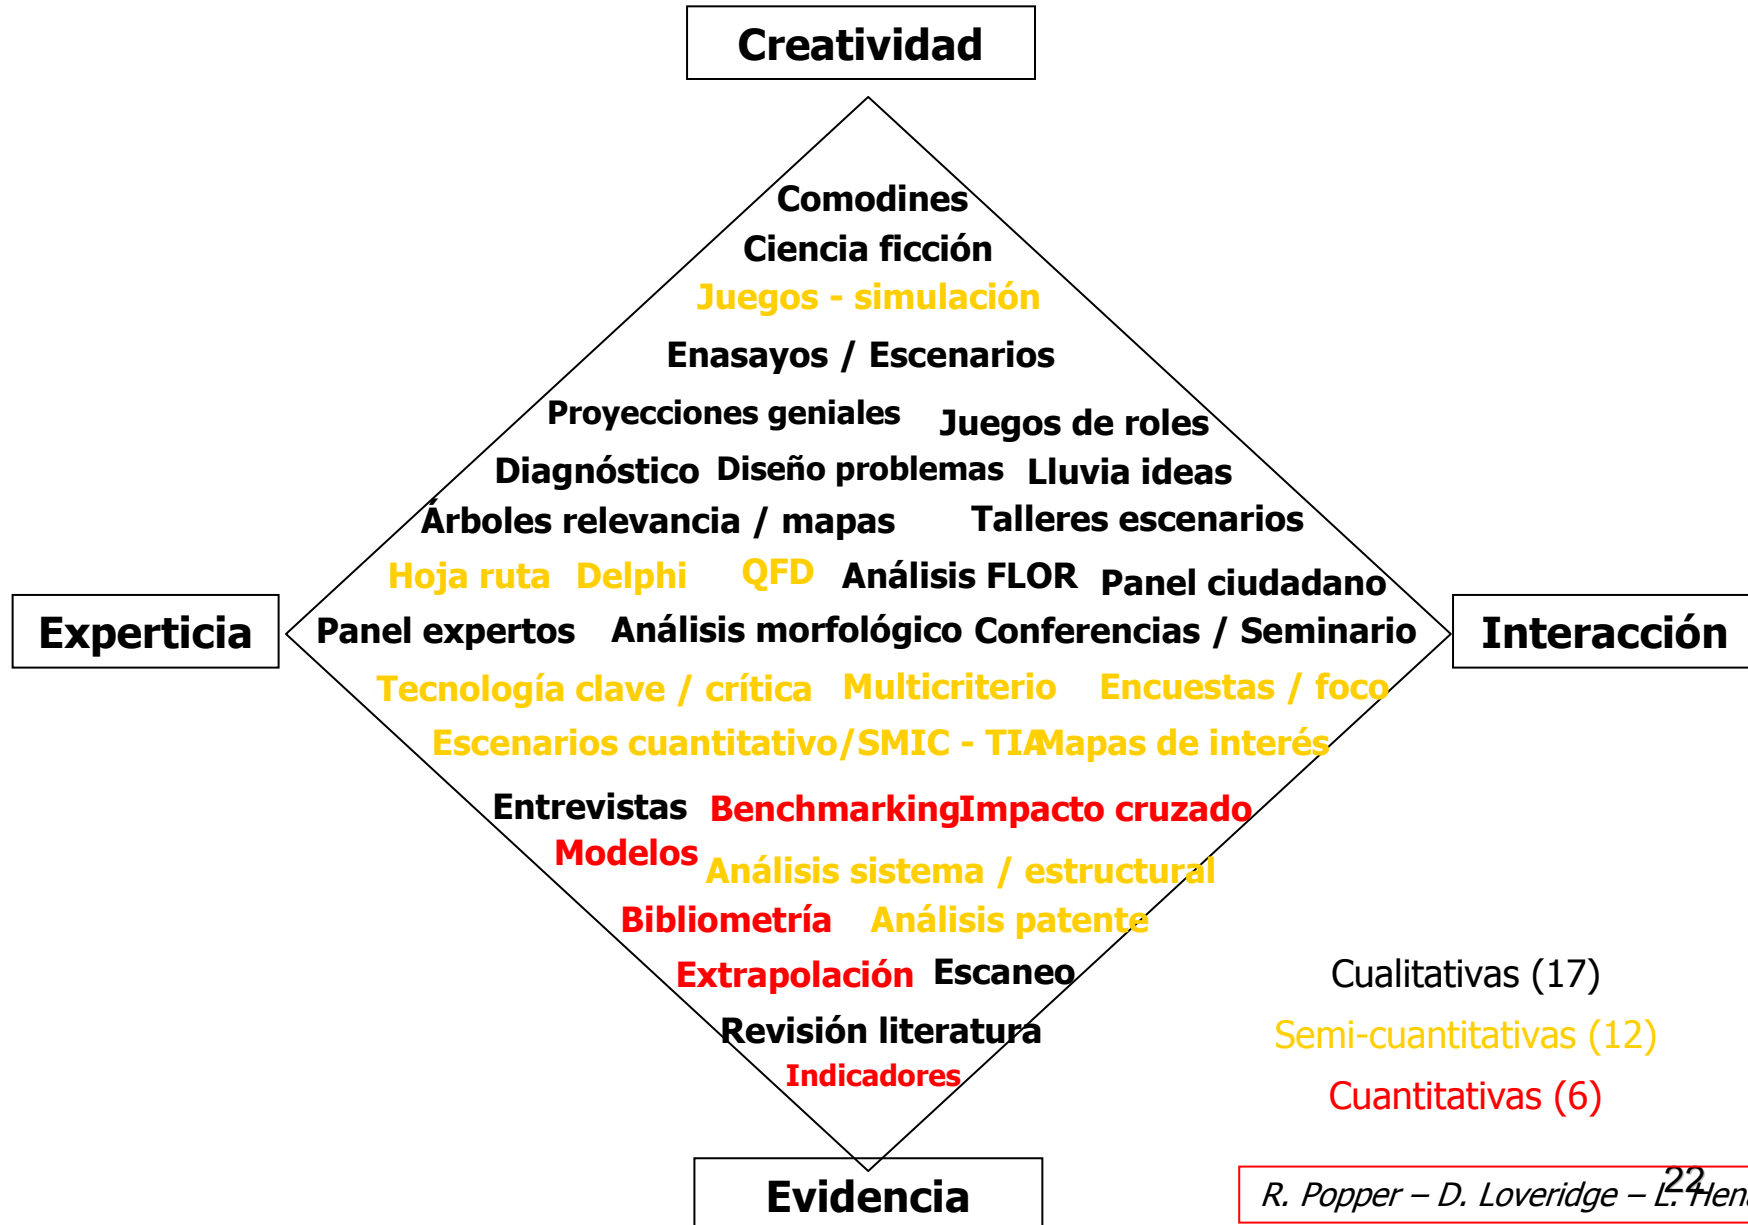 Creatividad
Comodines
Ciencia ficción
Juegos - simulación
Enasayos / Escenarios
Proyecciones geniales Juegos de roles
Diagnóstico Diseño problemas Lluvia ideas
Árboles relevancia / mapas Talleres escenarios
Hoja ruta Delphi QFD Análisis FLOR Panel ciudadano
Experticia Panel expertos Análisis morfológico Conferencias / Seminario Interacción
Tecnología clave / crítica Multicriterio Encuestas / foco
Escenarios cuantitativo/SMIC - TIA Mapas de interés
Entrevistas Benchmarking Impacto cruzado
Modelos
Análisis sistema / estructural
Bibliometría Análisis patente
Extrapolación Escaneo
Cualitativas (17)
Revisión literatura
Semi-cuantitativas (12)
Indicadores
Cuantitativas (6)
Evidencia
R. Popper – D. Loveridge – L.
22